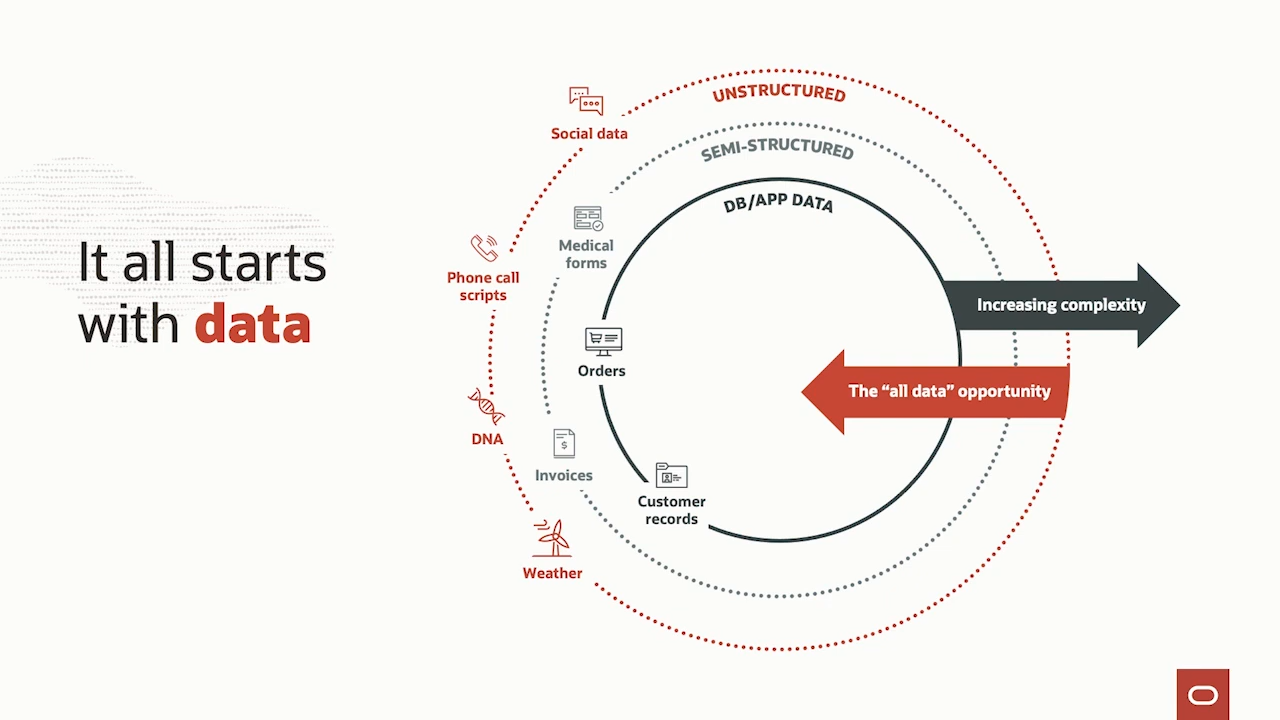 It all starts
with data
UNSTRUCTURED
SEMI-STRUCTURED
DB/APP DATA
Social data
Medical
forms
Phone call
scripts
Orders
DNA
Invoices
Customer
records
Weather
Increasing complexity
The “all data” opportunity
$